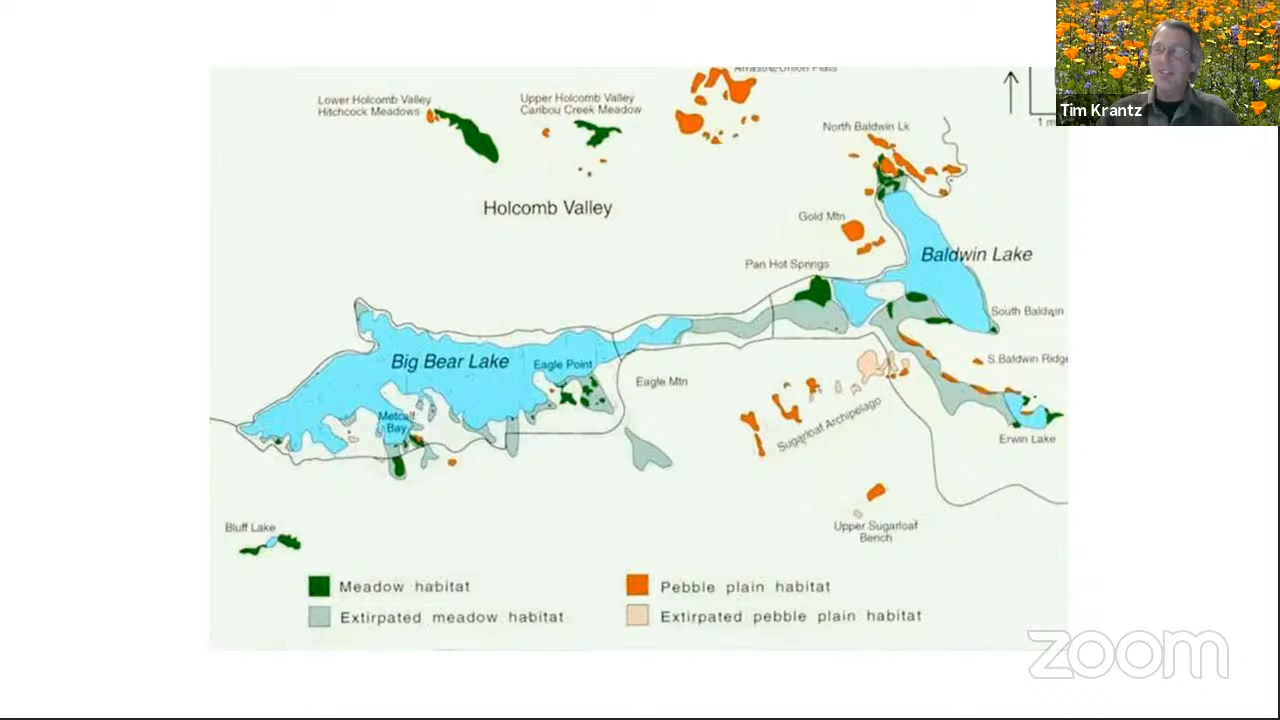 Tim Krantz
Arrastre/Union Flats
Lower Holcomb Valley
Hitchcock Meadows
Upper Holcomb Valley
Caribou Creek Meadow
1 m
North Baldwin Lk
Holcomb Valley
Gold Mtn
Baldwin Lake
Pan Hot Springs
South Baldwin
Big Bear Lake
Eagle Point
S. Baldwin Ridge
Eagle Mtn
Metcalf
Bay
Sugarloaf Archipelago
Erwin Lake
Bluff Lake
Upper Sugarloaf
Bench
Meadow habitat
Pebble plain habitat
Extirpated meadow habitat
Extirpated pebble plain habitat
zoom